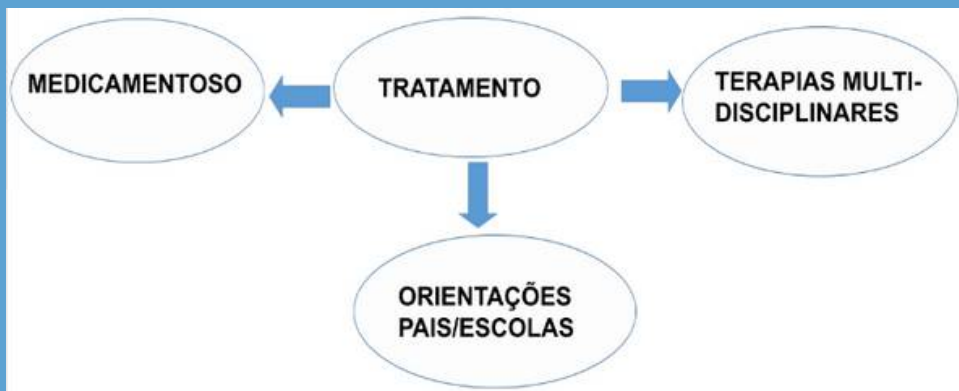 MEDICAMENTOSO
TRATAMENTO
TERAPIAS MULTI-
DISCIPLINARES
ORIENTAÇÕES
PAIS/ESCOLAS